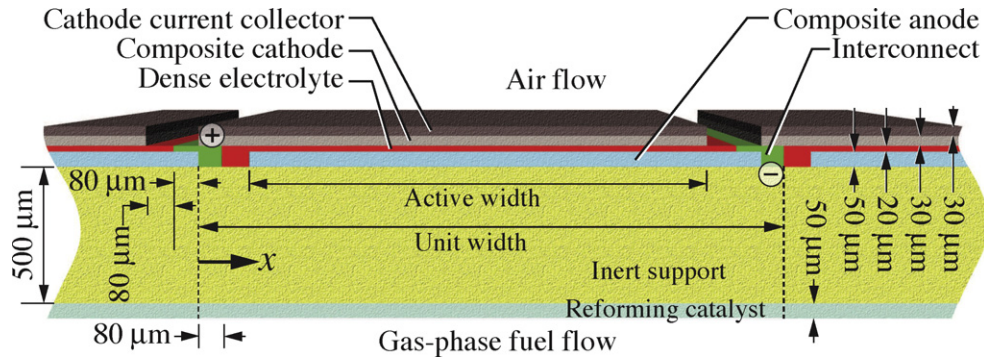 Cathode current collector
Composite cathode
Dense electrolyte
Air flow
Composite anode
Interconnect
+
−
80 µm
80 µm
500 µm
Active width
Unit width
x
50 µm
50 µm
20 µm
30 µm
30 µm
Inert support
Reforming catalyst
80 µm
Gas-phase fuel flow